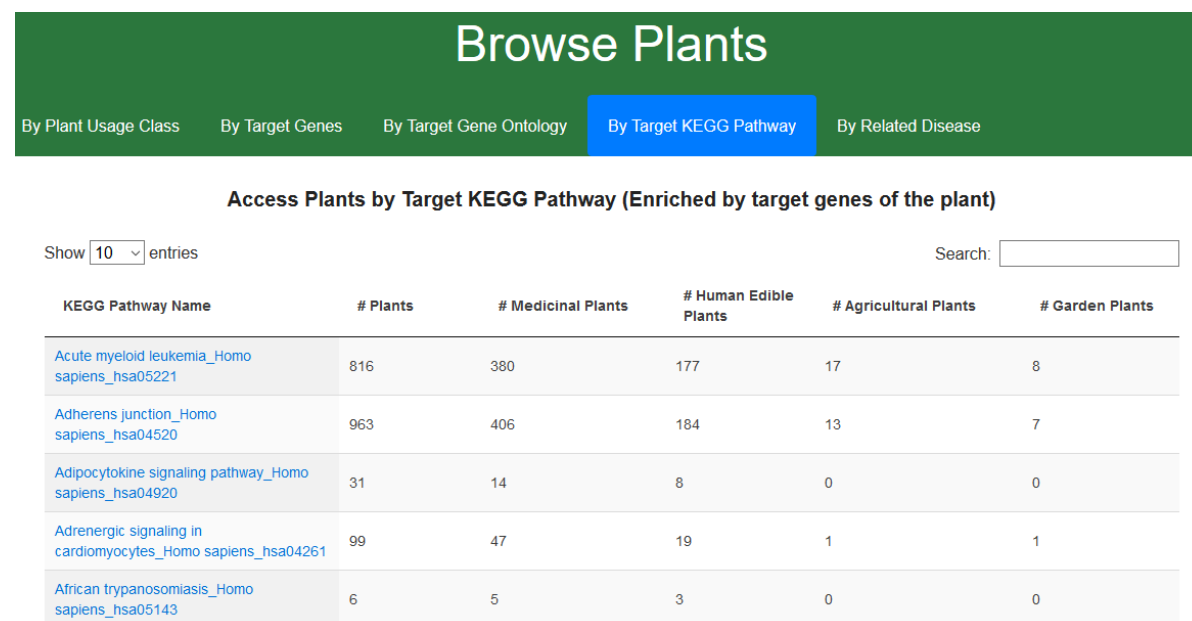 Browse Plants
By Plant Usage Class By Target Genes By Target Gene Ontology By Target KEGG Pathway By Related Disease
Access Plants by Target KEGG Pathway (Enriched by target genes of the plant)
Show 10 entries Search:
KEGG Pathway Name # Plants # Medicinal Plants # Human Edible
Plants # Agricultural Plants # Garden Plants
Acute myeloid leukemia_Homo
sapiens_hsa05221 816 380 177 17 8
Adherens junction_Homo
sapiens_hsa04520 963 406 184 13 7
Adipocytokine signaling pathway_Homo
sapiens_hsa04920 31 14 8 0 0
Adrenergic signaling in
cardiomyocytes_Homo sapiens_hsa04261 99 47 19 1 1
African trypanosomiasis_Homo
sapiens_hsa05143 6 5 3 0 0